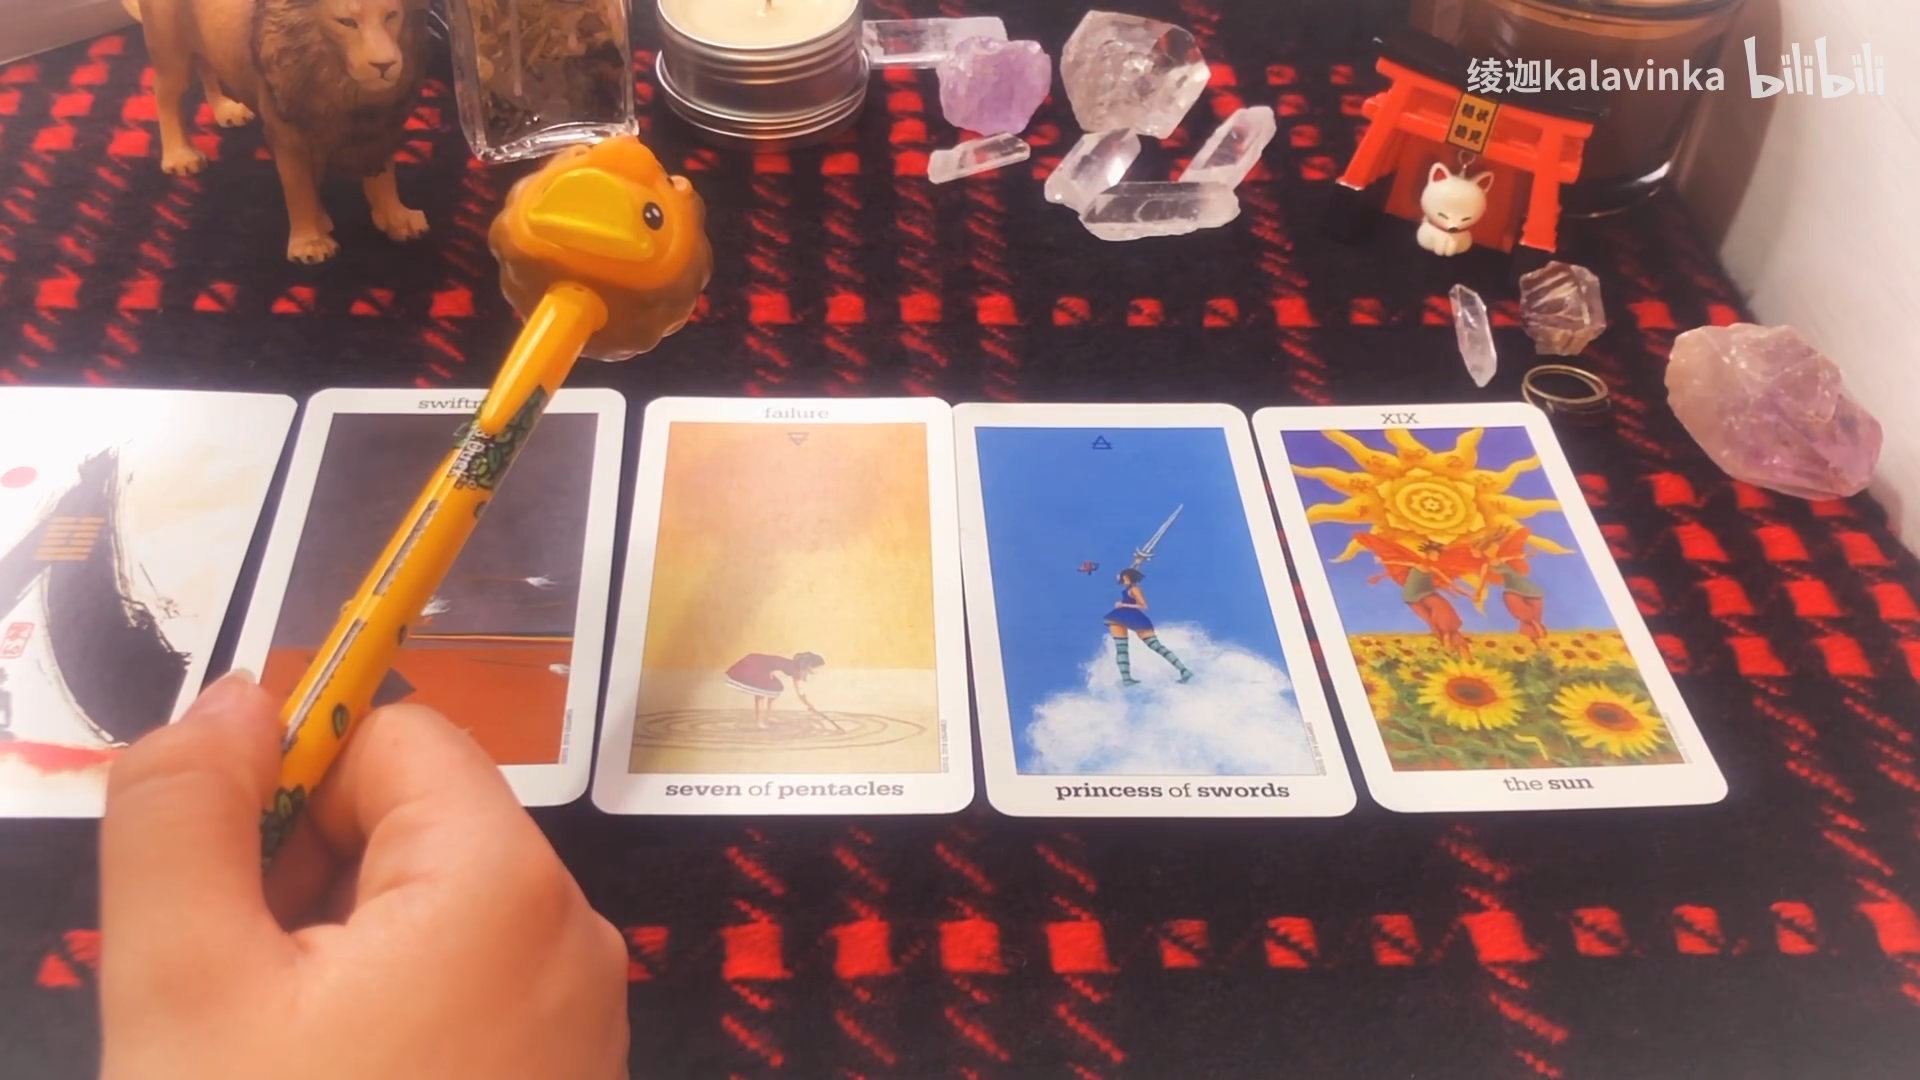 绫迦kalavinka bilibili
swift
failure
XIX
seven of pentacles
princess of swords
the sun